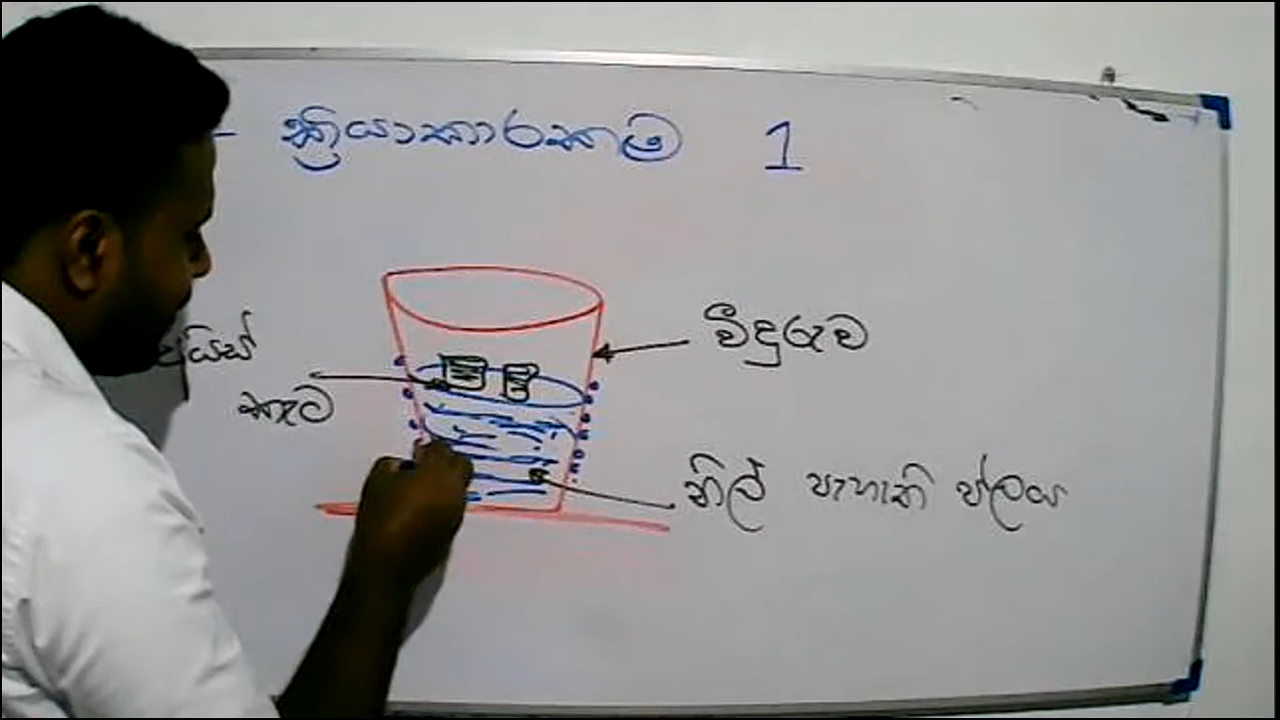 - ක්‍රියාකාරකම 1
වීදුරුව
අයිස්
කැට
නිල් පැහැති ජලය